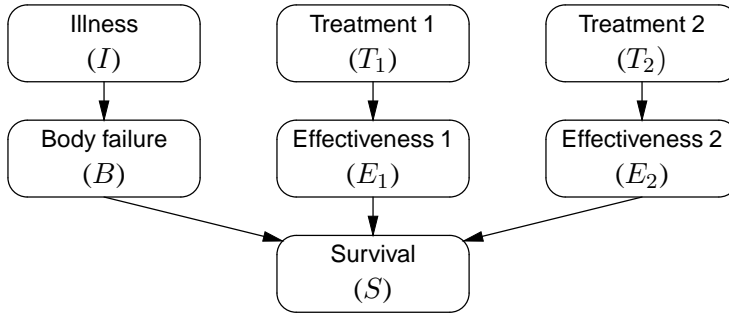 Illness
(I)
Treatment 1
(T₁)
Treatment 2
(T₂)
Body failure
(B)
Effectiveness 1
(E₁)
Effectiveness 2
(E₂)
Survival
(S)